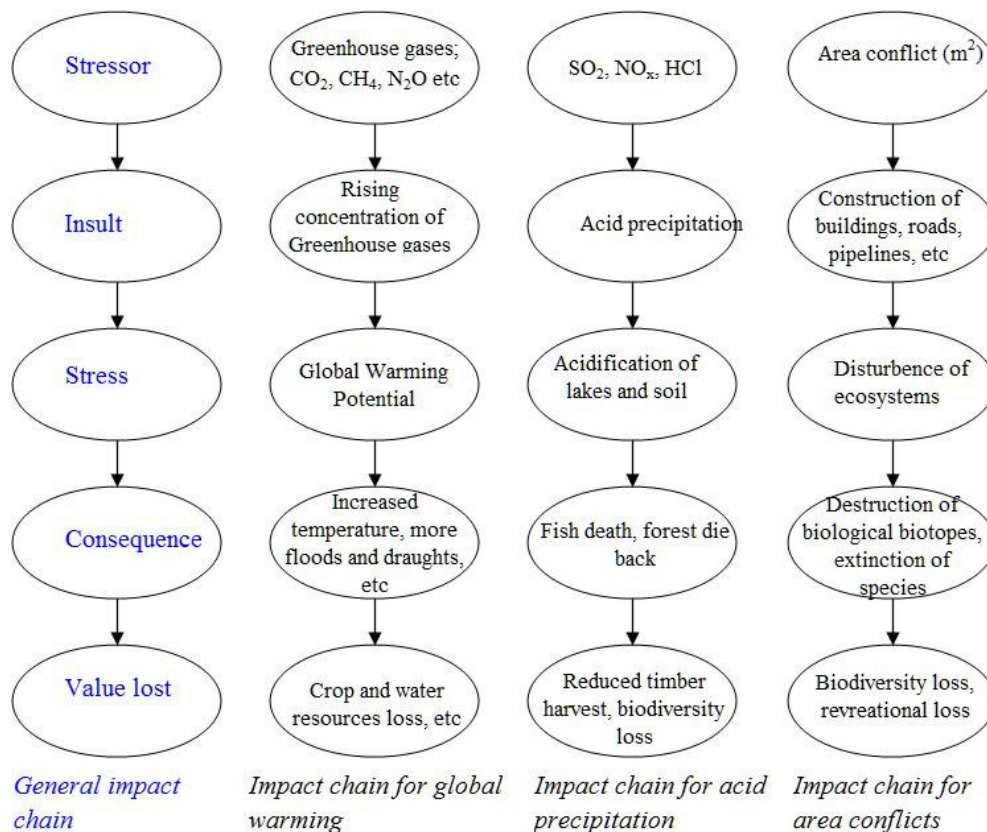 Stressor
Greenhouse gases;
CO₂, CH₄, N₂O etc
SO₂, NOₓ, HCl
Area conflict (m²)
Insult
Rising
concentration of
Greenhouse gases
Acid precipitation
Construction of
buildings, roads,
pipelines, etc
Stress
Global Warming
Potential
Acidification of
lakes and soil
Disturbence of
ecosystems
Consequence
Increased
temperature, more
floods and draughts,
etc
Fish death, forest die
back
Destruction of
biological biotopes,
extinction of
species
Value lost
Crop and water
resources loss, etc
Reduced timber
harvest, biodiversity
loss
Biodiversity loss,
revreational loss
General impact
chain
Impact chain for global
warming
Impact chain for acid
precipitation
Impact chain for
area conflicts